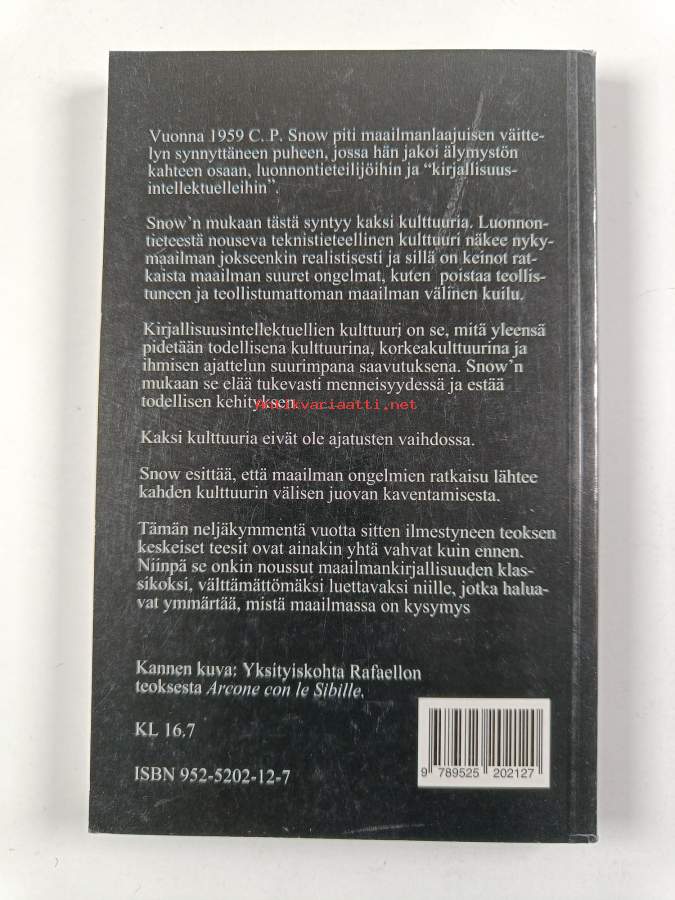 Vuonna 1959 C. P. Snow piti maailmanlaajuisen väitte-
lyn synnyttäneen puheen, jossa hän jakoi älymystön
kahteen osaan, luonnontieteilijöihin ja “kirjallisuus-
intellektuelleihin”.
Snow’n mukaan tästä syntyy kaksi kulttuuria. Luonnon-
tieteestä nouseva teknistieteellinen kulttuuri näkee nyky-
maailman jokseenkin realistisesti ja sillä on keinot rat-
kaista maailman suuret ongelmat, kuten poistaa teollis-
tuneen ja teollistumattoman maailman välinen kuilu.
Kirjallisuusintellektuellien kulttuuri on se, mitä yleensä
pidetään todellisena kulttuurina, korkeakulttuurina ja
ihmisen ajattelun suurimpana saavutuksena. Snow’n
mukaan se elää tukevasti menneisyydessä ja estää
todellisen kehityksen.
Antikvariaatti.net
Kaksi kulttuuria eivät ole ajatusten vaihdossa.
Snow esittää, että maailman ongelmien ratkaisu lähtee
kahden kulttuurin välisen juovan kaventamisesta.
Tämän neljäkymmentä vuotta sitten ilmestyneen teoksen
keskeiset teesit ovat ainakin yhtä vahvat kuin ennen.
Niinpä se onkin noussut maailmankirjallisuuden klas-
sikoksi, välttämättömäksi luettavaksi niille, jotka halua-
vat ymmärtää, mistä maailmassa on kysymys
Kannen kuva: Yksityiskohta Rafaellon
teoksesta Arcone con le Sibille.
KL 16.7
ISBN 952-5202-12-7
9 789525 202127